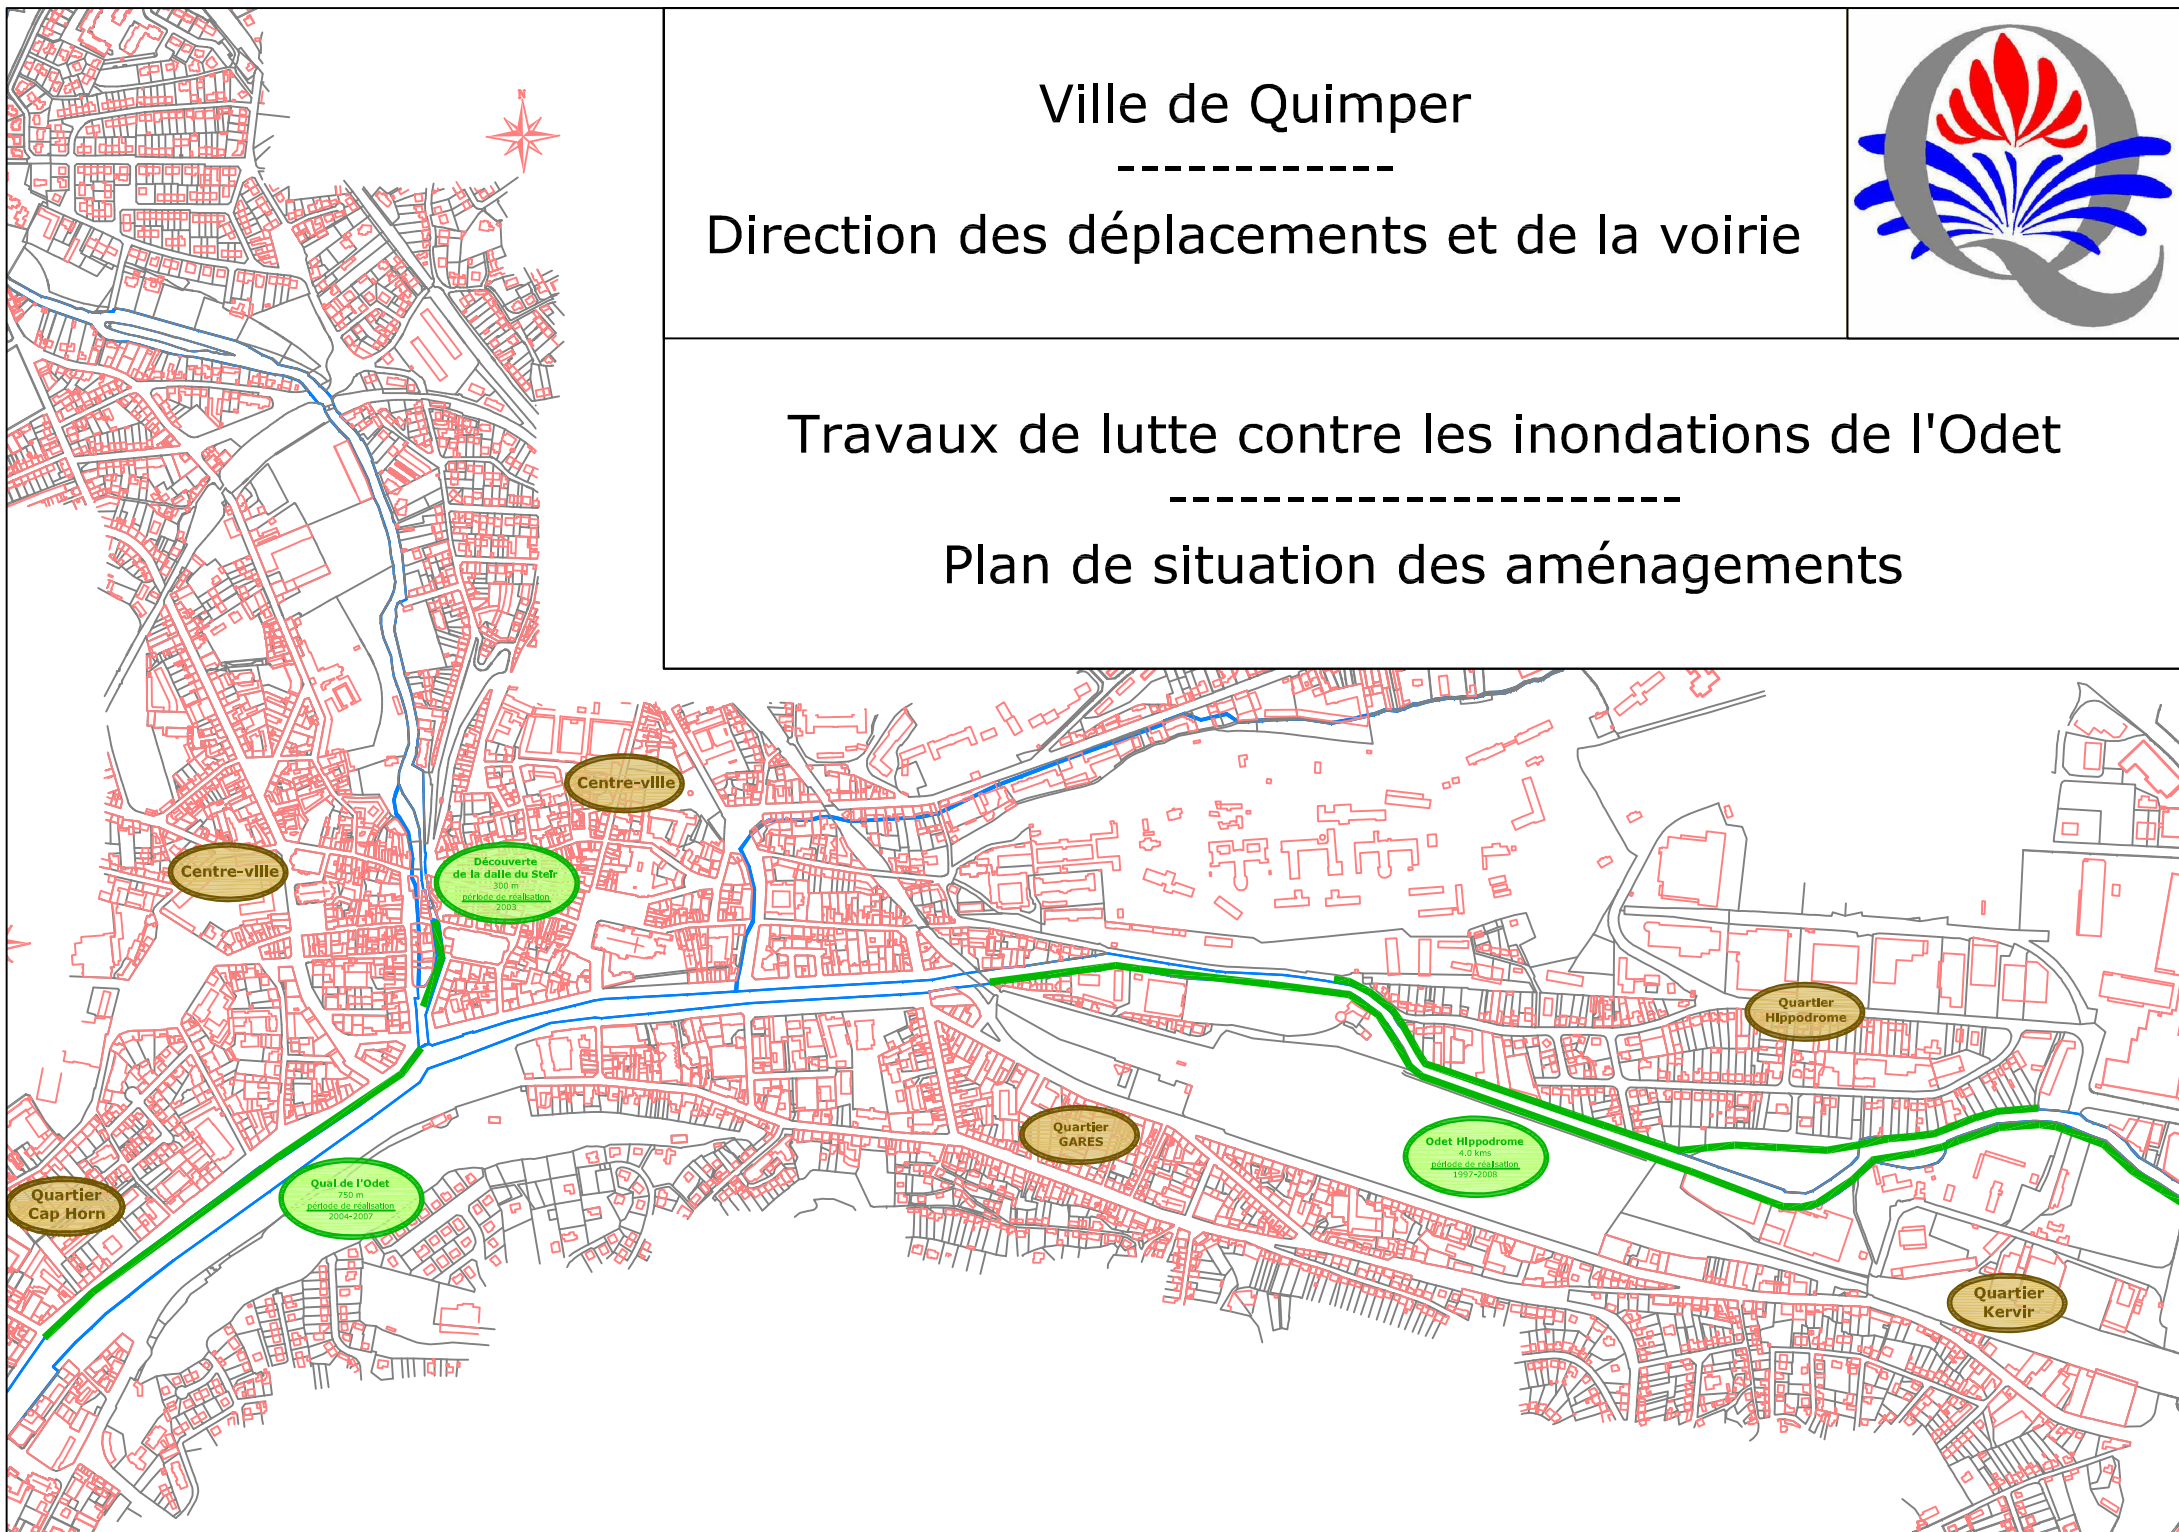 Ville de Quimper
------------
Direction des déplacements et de la voirie
Travaux de lutte contre les inondations de l'Odet
----------------------
Plan de situation des aménagements
N
Centre-ville
Centre-ville
Découverte
de la dalle du Steïr
300 m
période de réalisation
2003
Quartier
Hippodrome
Quartier
GARES
Odet Hippodrome
4.0 kms
période de réalisation
1997-2008
Quartier
Cap Horn
Quai de l'Odet
750 m
période de réalisation
2004-2007
Quartier
Kervir